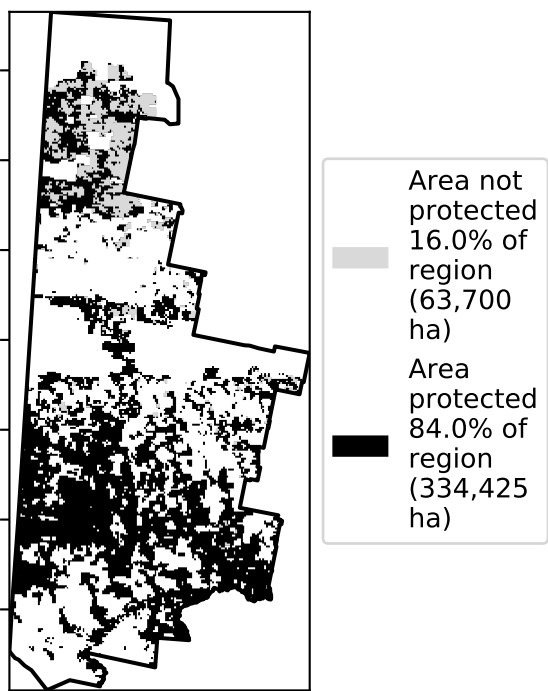 Area not
protected
16.0% of
region
(63,700
ha)
Area
protected
84.0% of
region
(334,425
ha)